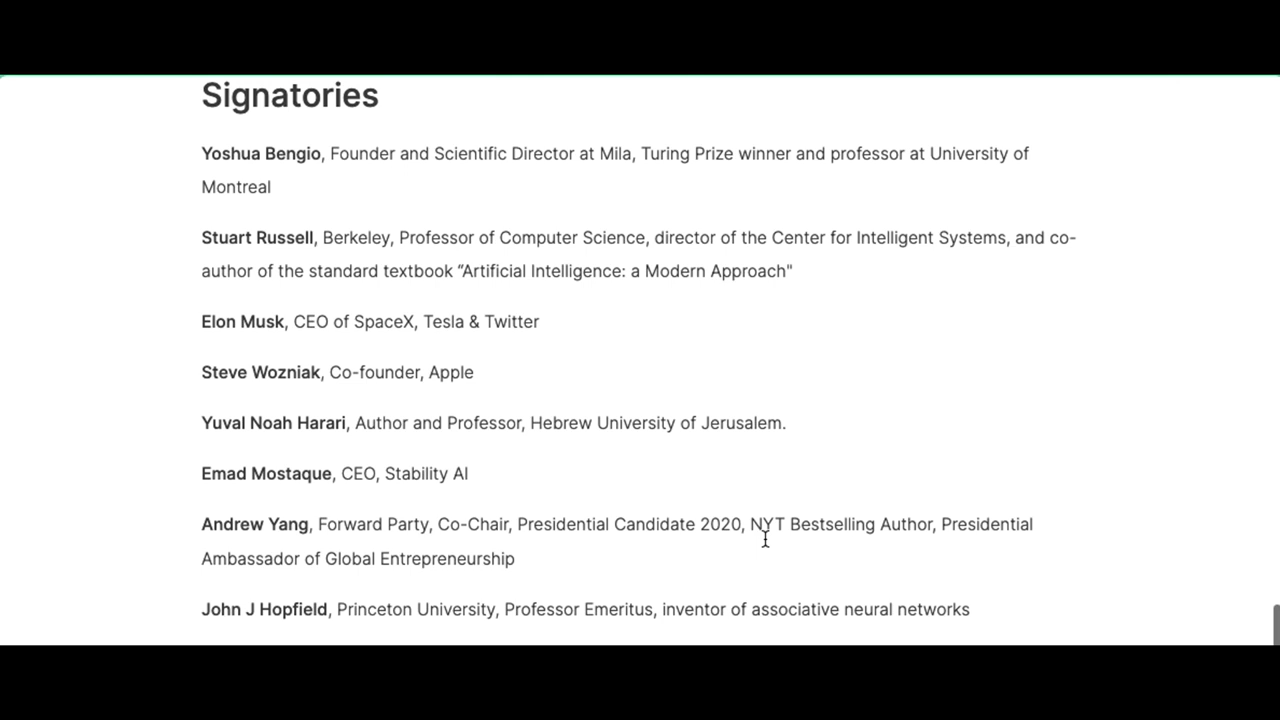 Signatories
Yoshua Bengio, Founder and Scientific Director at Mila, Turing Prize winner and professor at University of
Montreal
Stuart Russell, Berkeley, Professor of Computer Science, director of the Center for Intelligent Systems, and co-
author of the standard textbook “Artificial Intelligence: a Modern Approach"
Elon Musk, CEO of SpaceX, Tesla & Twitter
Steve Wozniak, Co-founder, Apple
Yuval Noah Harari, Author and Professor, Hebrew University of Jerusalem.
Emad Mostaque, CEO, Stability AI
Andrew Yang, Forward Party, Co-Chair, Presidential Candidate 2020, NYT Bestselling Author, Presidential
Ambassador of Global Entrepreneurship
John J Hopfield, Princeton University, Professor Emeritus, inventor of associative neural networks